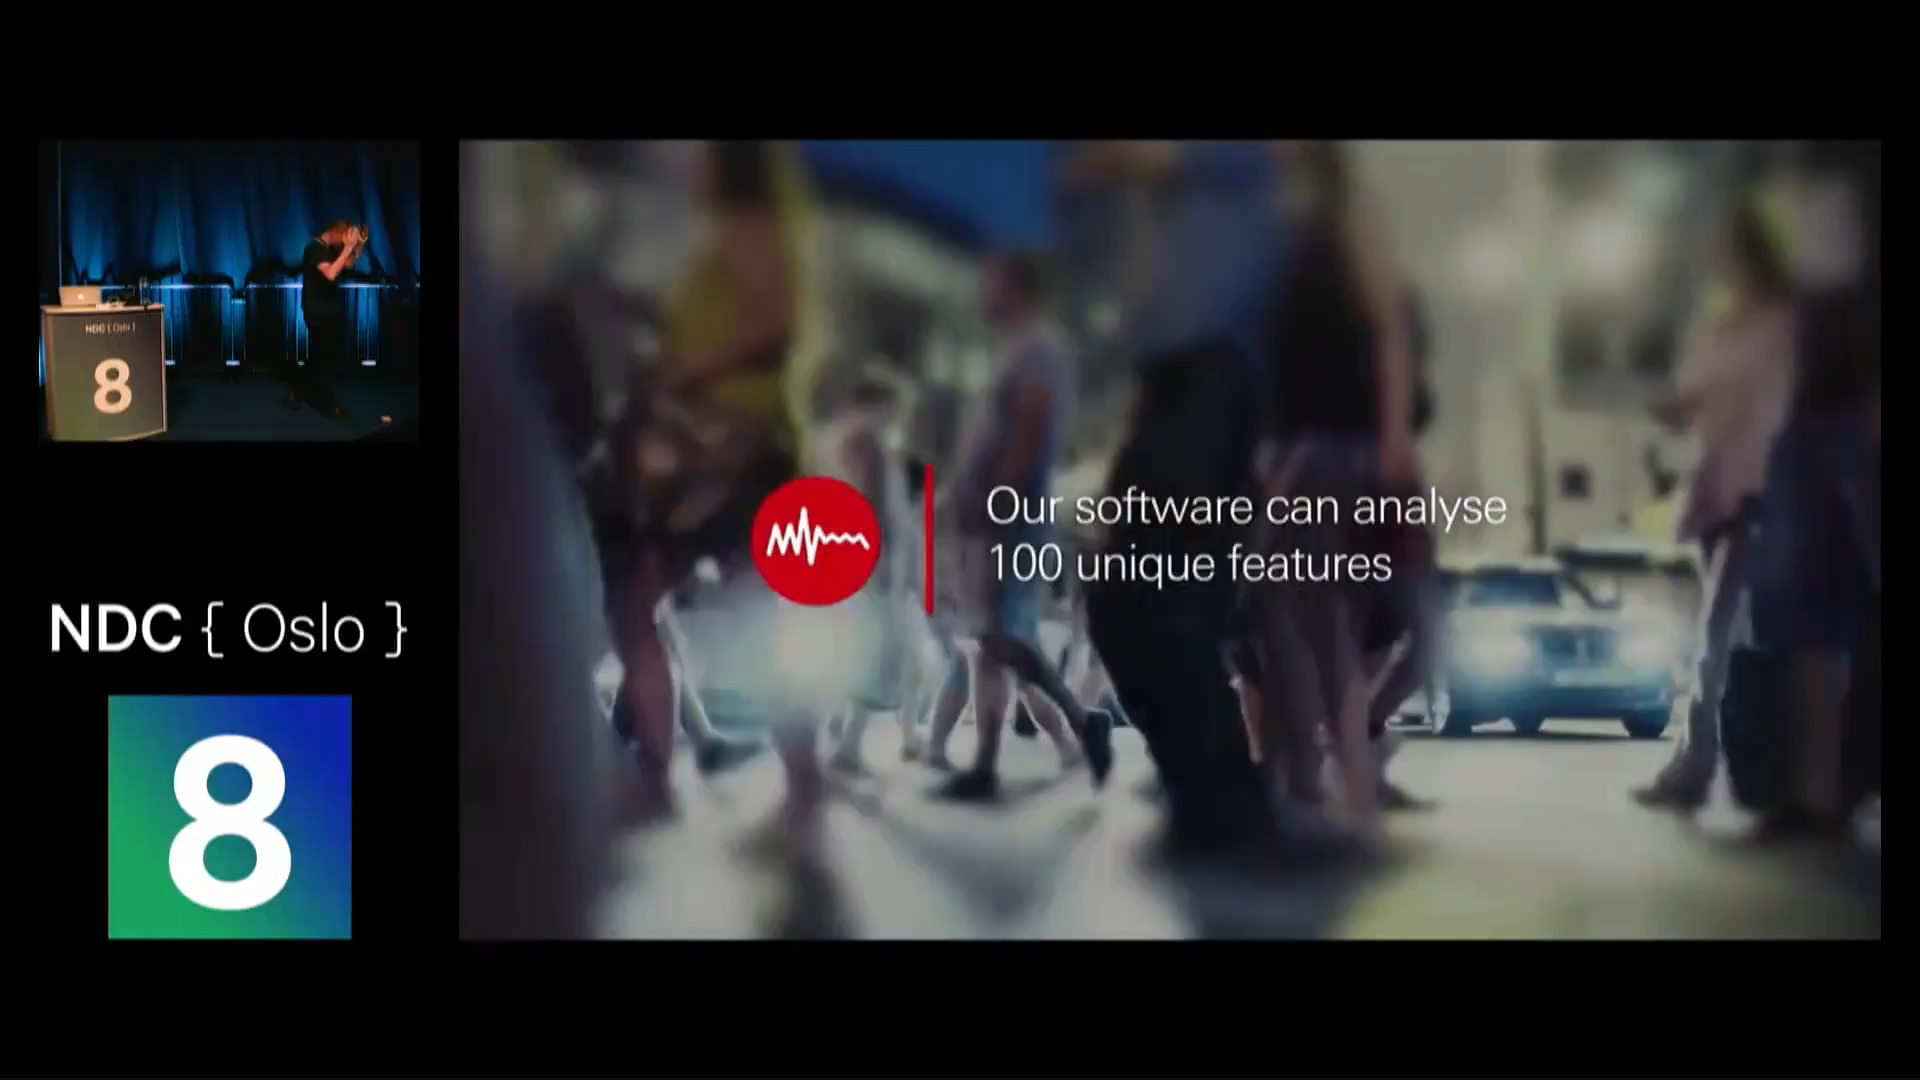 NDC { Oslo }
8
NDC { Oslo }
8
Our software can analyse
100 unique features